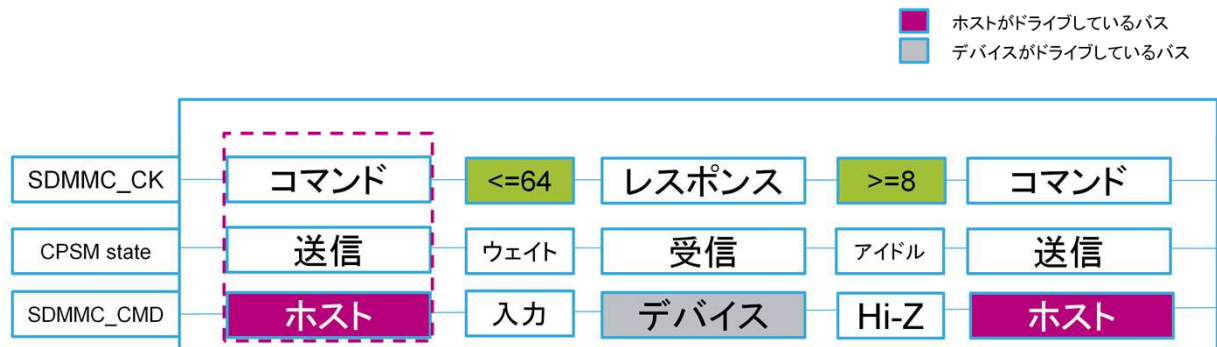 ホストがドライブしているバス
デバイスがドライブしているバス
SDMMC_CK コマンド <=64 レスポンス >=8 コマンド
CPSM state 送信 ウェイト 受信 アイドル 送信
SDMMC_CMD ホスト 入力 デバイス Hi-Z ホスト